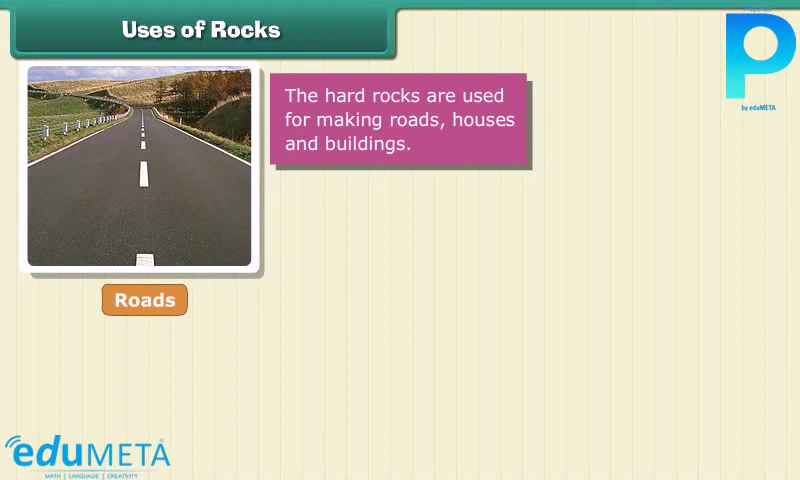 Uses of Rocks
The hard rocks are used
for making roads, houses
and buildings.
Roads
P
by eduMETA
eduMETA
MATH | LANGUAGE | CREATIVITY